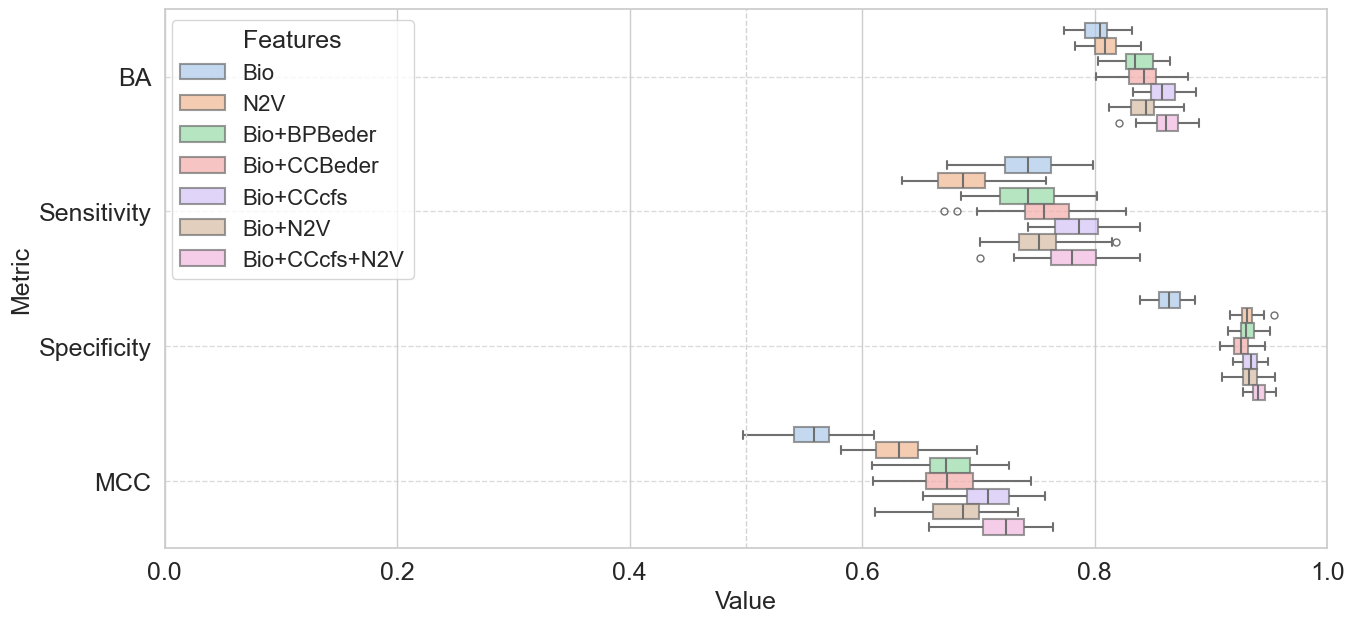 Features
Bio
N2V
Bio+BPBeder
Bio+CCBeder
Bio+CCcfs
Bio+N2V
Bio+CCcfs+N2V
Metric
BA
Sensitivity
Specificity
MCC
0.0 0.2 0.4 0.6 0.8 1.0
Value